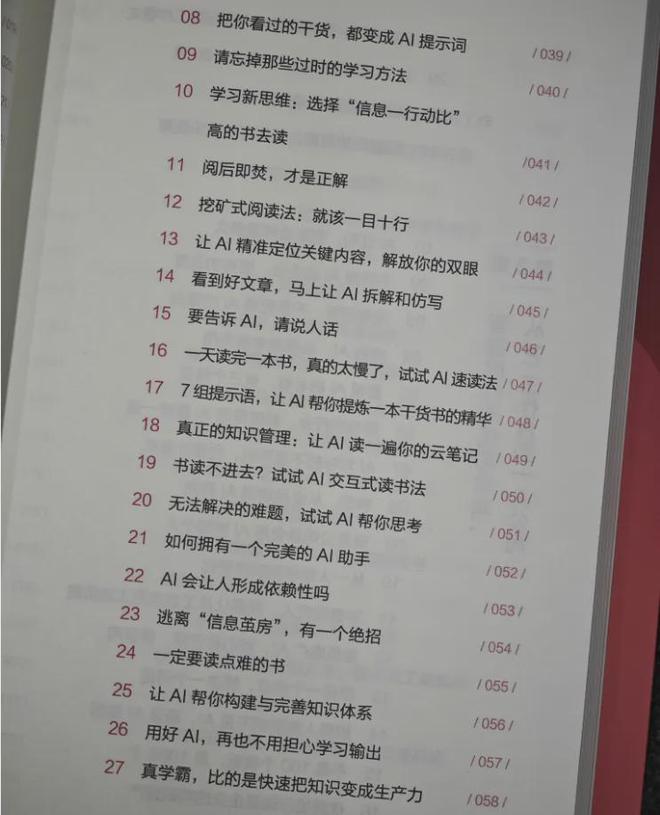 08 把你看过的干货，都变成 AI 提示词 /039/
09 请忘掉那些过时的学习方法 /040/
10 学习新思维：选择“信息—行动比”
高的书去读 /041/
11 阅后即焚，才是正解 /042/
12 挖矿式阅读法：就该一目十行 /043/
13 让 AI 精准定位关键内容，解放你的双眼 /044/
14 看到好文章，马上让 AI 拆解和仿写 /045/
15 要告诉 AI，请说人话 /046/
16 一天读完一本书，真的太慢了，试试 AI 速读法 /047/
17 7 组提示语，让 AI 帮你提炼一本干货书的精华 /048/
18 真正的知识管理：让 AI 读一遍你的云笔记 /049/
19 书读不进去？试试 AI 交互式读书法 /050/
20 无法解决的难题，试试 AI 帮你思考 /051/
21 如何拥有一个完美的 AI 助手 /052/
22 AI 会让人形成依赖性吗 /053/
23 逃离“信息茧房”，有一个绝招 /054/
24 一定要读点难的书 /055/
25 让 AI 帮你构建与完善知识体系 /056/
26 用好 AI，再也不用担心学习输出 /057/
27 真学霸，比的是快速把知识变成生产力 /058/